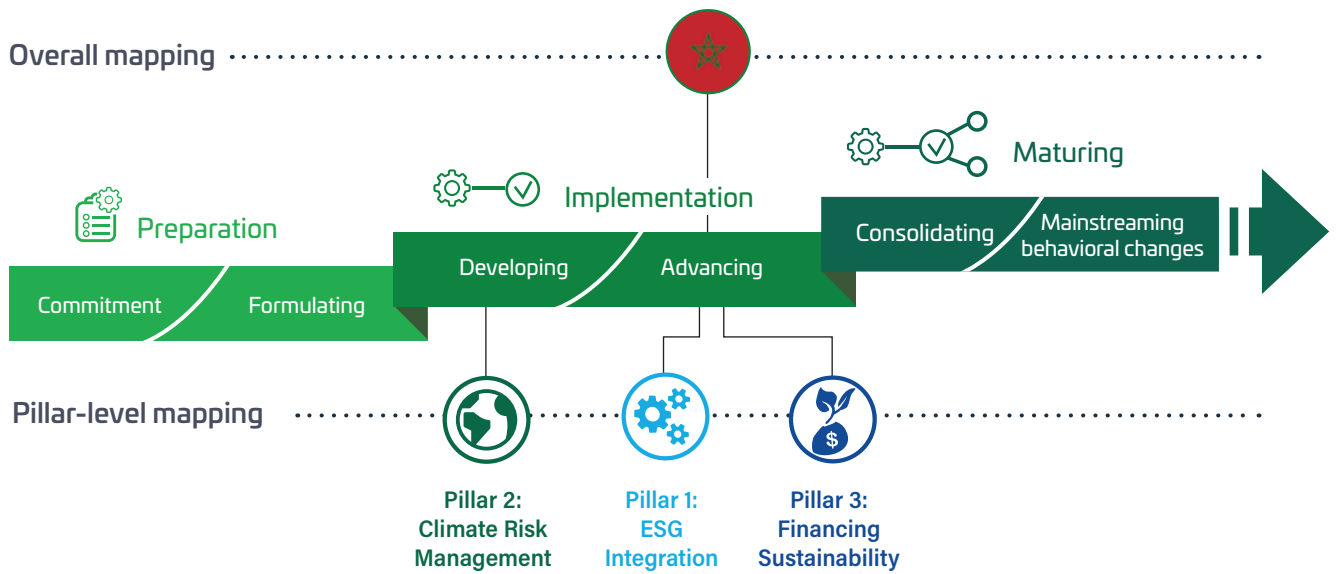 Overall mapping
Maturing
Implementation
Preparation
Consolidating
Mainstreaming
behavioral changes
Developing
Advancing
Commitment
Formulating
Pillar-level mapping
$
Pillar 2:
Climate Risk
Management
Pillar 1:
ESG
Integration
Pillar 3:
Financing
Sustainability